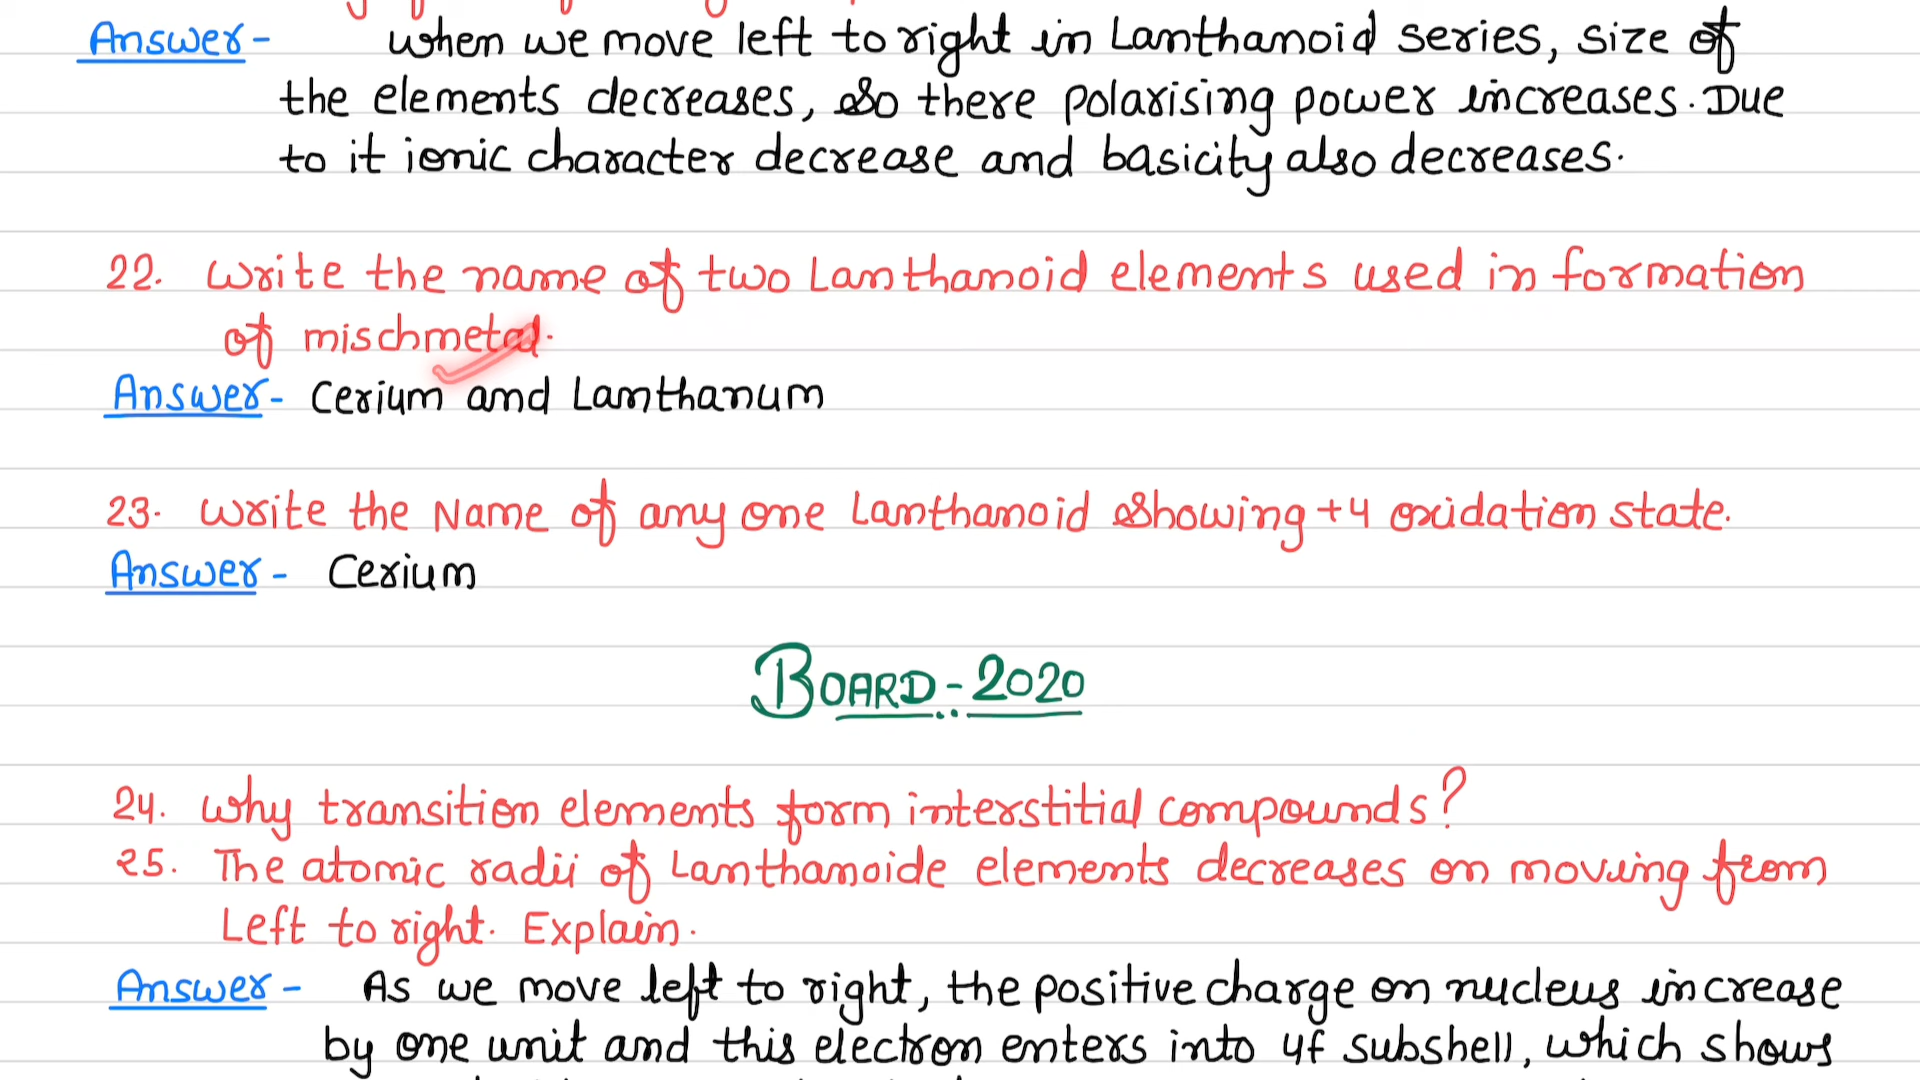 Answer - When we move left to right in Lanthanoid series, size of
the elements decreases, so there polarising power increases. Due
to it ionic character decrease and basicity also decreases.
22. Write the name of two Lanthanoid elements used in formation
of mischmetal.
Answer - Cerium and Lanthanum
23. Write the Name of any one Lanthanoid showing +4 oxidation state.
Answer - Cerium
BOARD - 2020
24. Why transition elements form interstitial compounds?
25. The atomic radii of Lanthanoide elements decreases on moving from
Left to right. Explain.
Answer - As we move left to right, the positive charge on nucleus increase
by one unit and this electron enters into 4f subshell, which shows